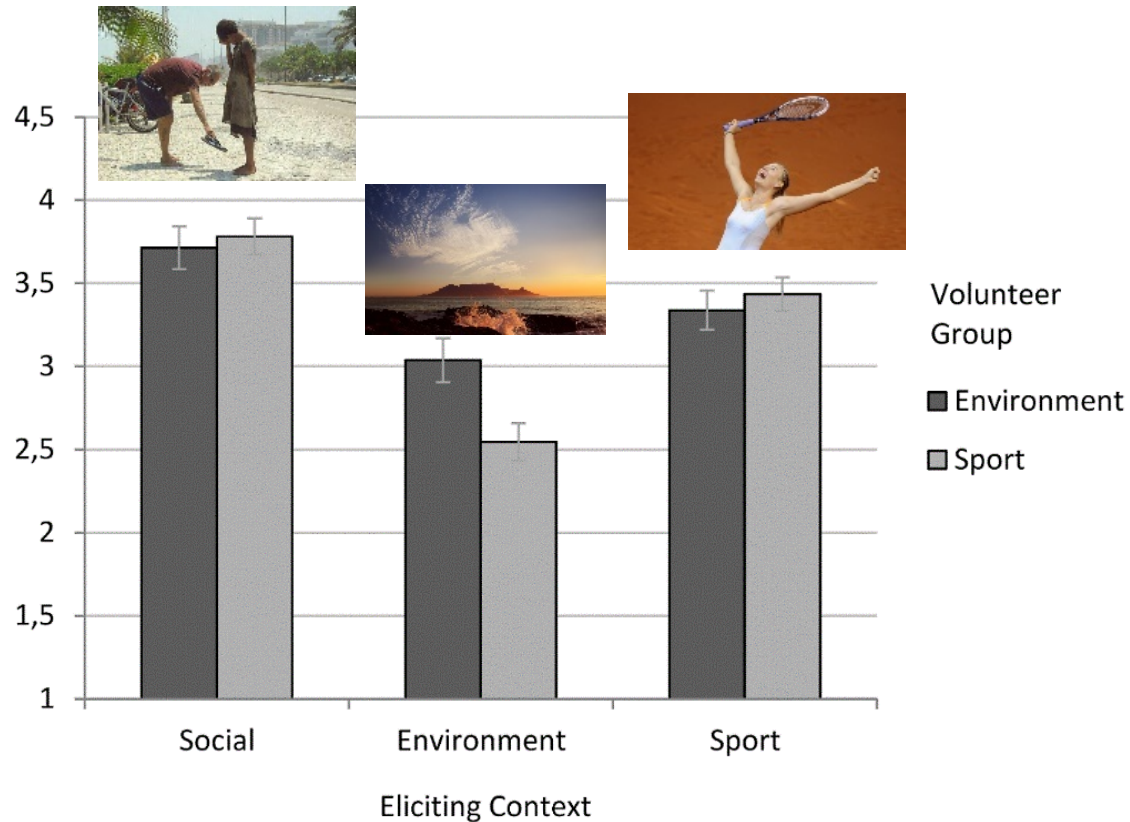 4,5
4
3,5
3
2,5
2
1,5
1
Social
Environment
Sport
Eliciting Context
Volunteer
Group
Environment
Sport